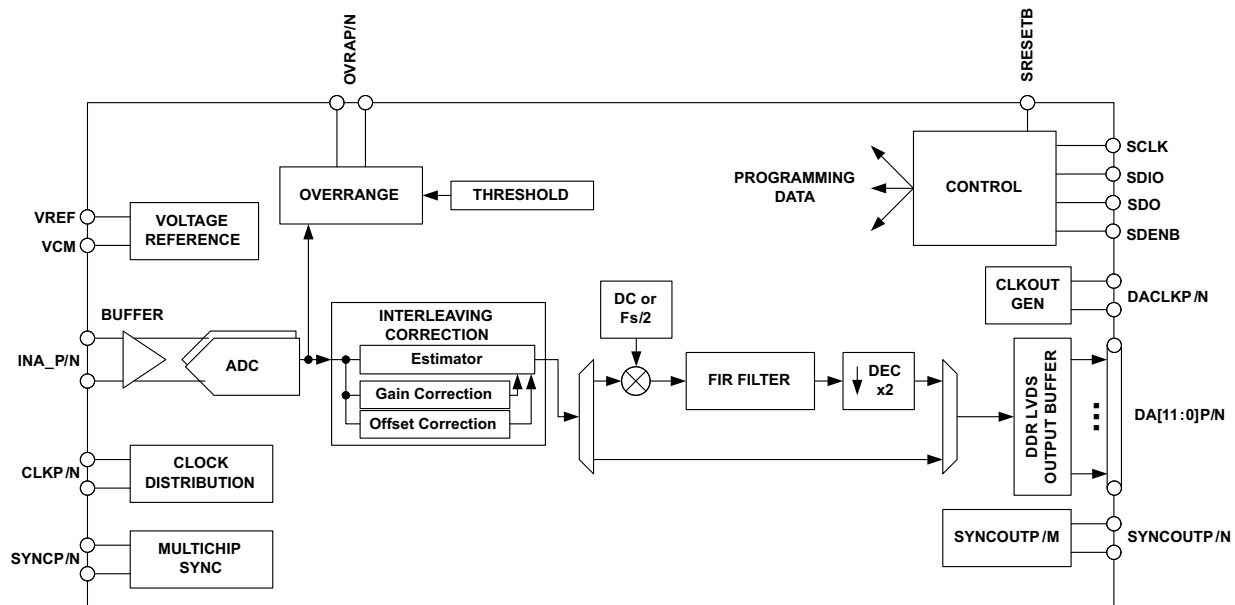 OVRAP/N
SRESETB
SCLK
SDIO
SDO
SDENB
PROGRAMMING
DATA
CONTROL
OVERRANGE
THRESHOLD
VREF
VCM
VOLTAGE
REFERENCE
CLKOUT
GEN
DACLKP/N
BUFFER
INA_P/N
ADC
INTERLEAVING
CORRECTION
Estimator
Gain Correction
Offset Correction
DC or
Fs/2
FIR FILTER
DEC
x2
DDR LVDS
OUTPUT BUFFER
DA[11:0]P/N
CLKP/N
CLOCK
DISTRIBUTION
SYNCP/N
MULTICHIP
SYNC
SYNCOUTP/M
SYNCOUTP/N